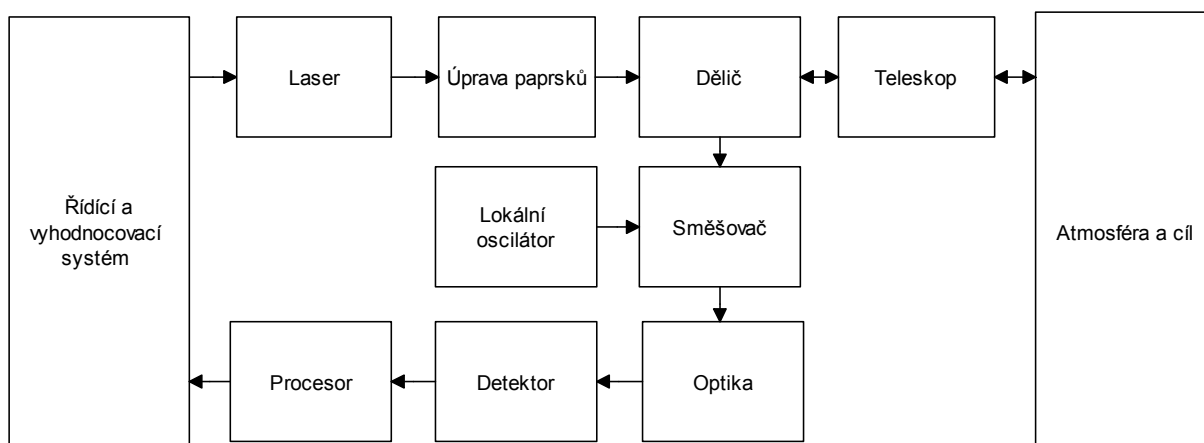 Laser
Úprava paprsků
Dělič
Teleskop
Řídící a
vyhodnocovací
systém
Lokální
oscilátor
Směšovač
Atmosféra a cíl
Procesor
Detektor
Optika